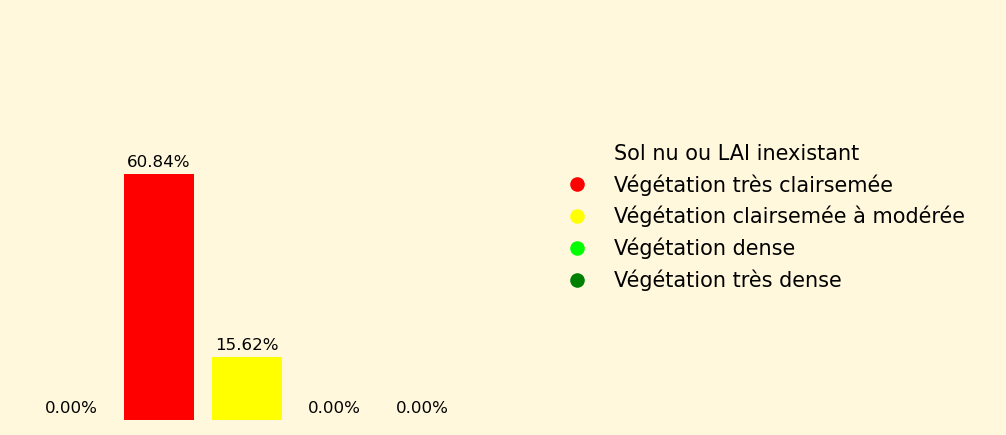 60.84%
15.62%
0.00%
0.00%
0.00%
Sol nu ou LAI inexistant
Végétation très clairsemée
Végétation clairsemée à modérée
Végétation dense
Végétation très dense